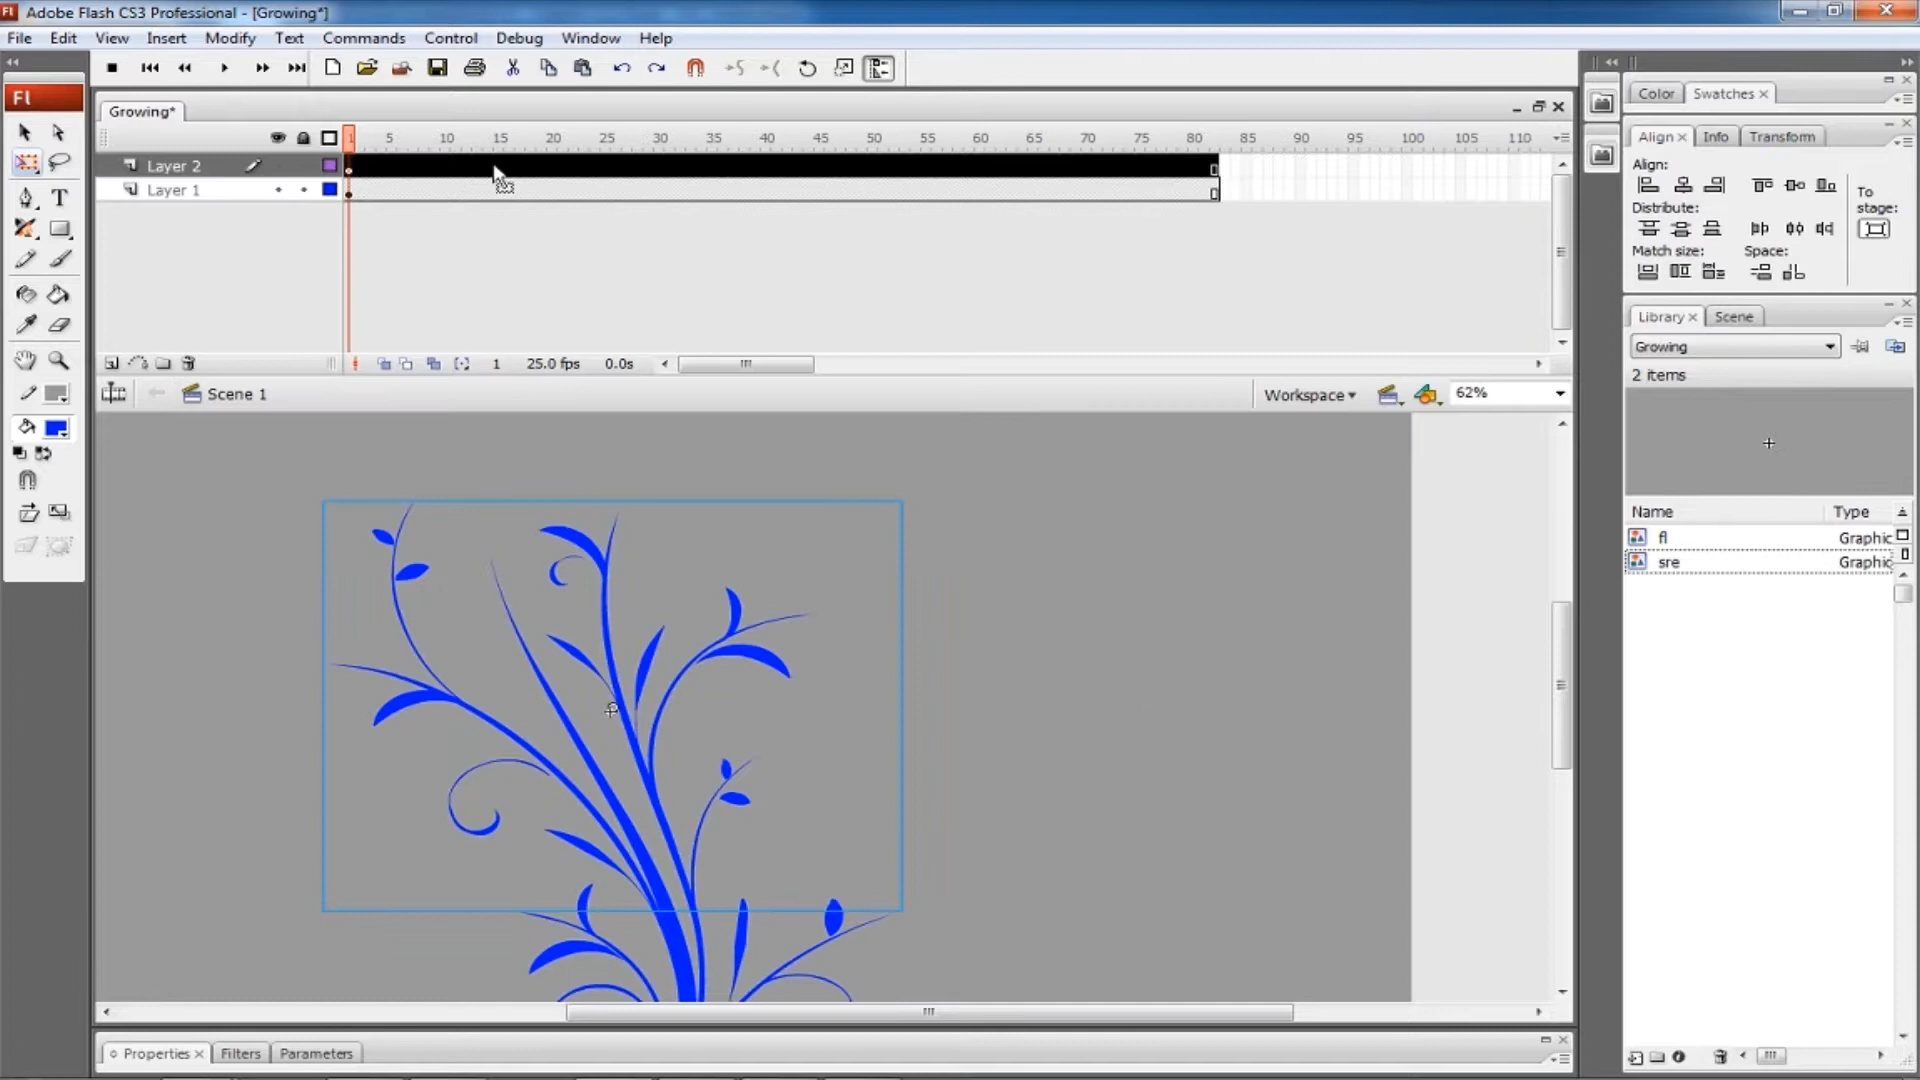 Fl Adobe Flash CS3 Professional - [Growing*]
File Edit View Insert Modify Text Commands Control Debug Window Help
Fl
Growing*
1 5 10 15 20 25 30 35 40 45 50 55 60 65 70 75 80 85 90 95 100 105 110
Layer 2
Layer 1
1 25.0 fps 0.0s
Scene 1
Workspace 62%
Properties Filters Parameters
Color Swatches
Align Info Transform
Align:
To
stage:
Distribute:
Match size: Space:
Library Scene
Growing
2 items
Name Type
fl Graphic
sre Graphic